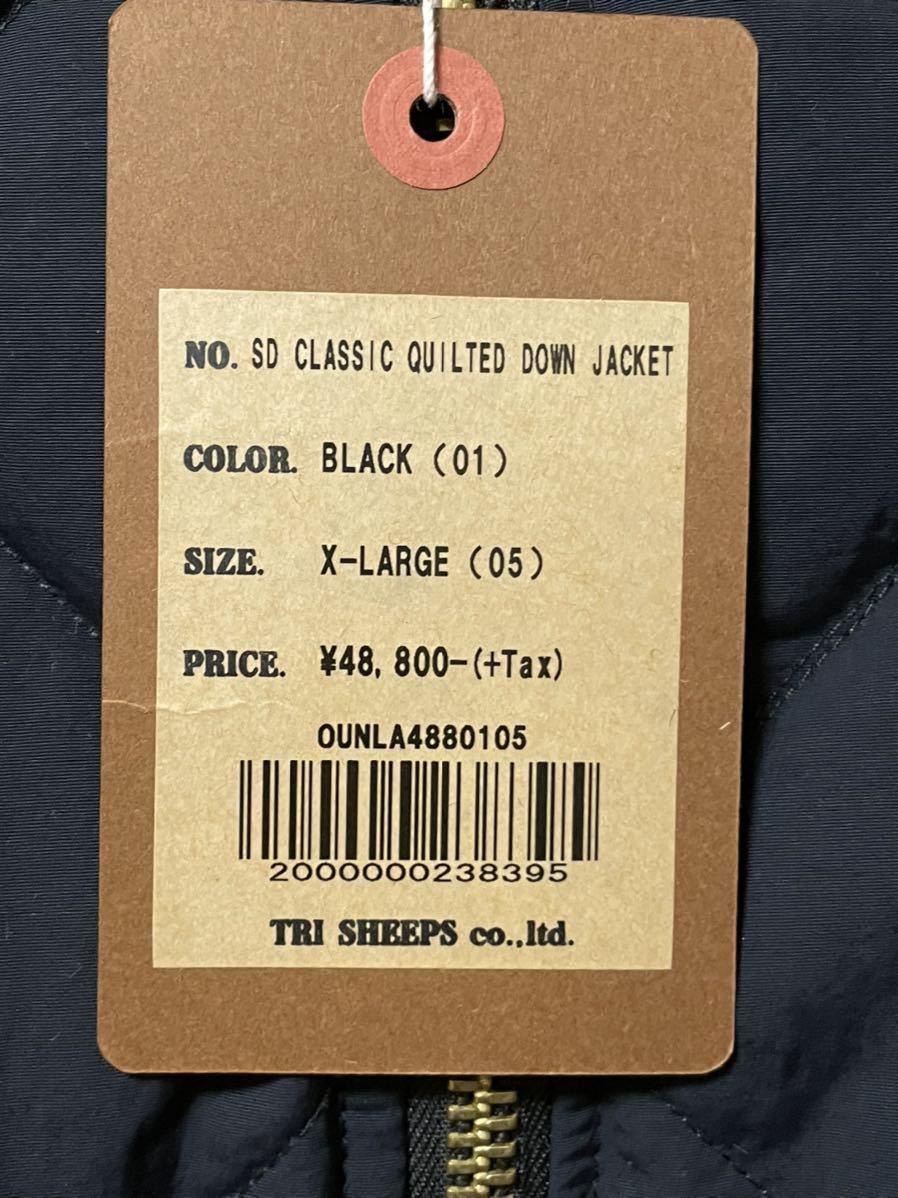 NO. SD CLASSIC QUILTED DOWN JACKET
COLOR. BLACK (01)
SIZE. X-LARGE (05)
PRICE. ¥48,800-(+Tax)
OUNLA4880105
2000000238395
TRI SHEEPS co.,ltd.